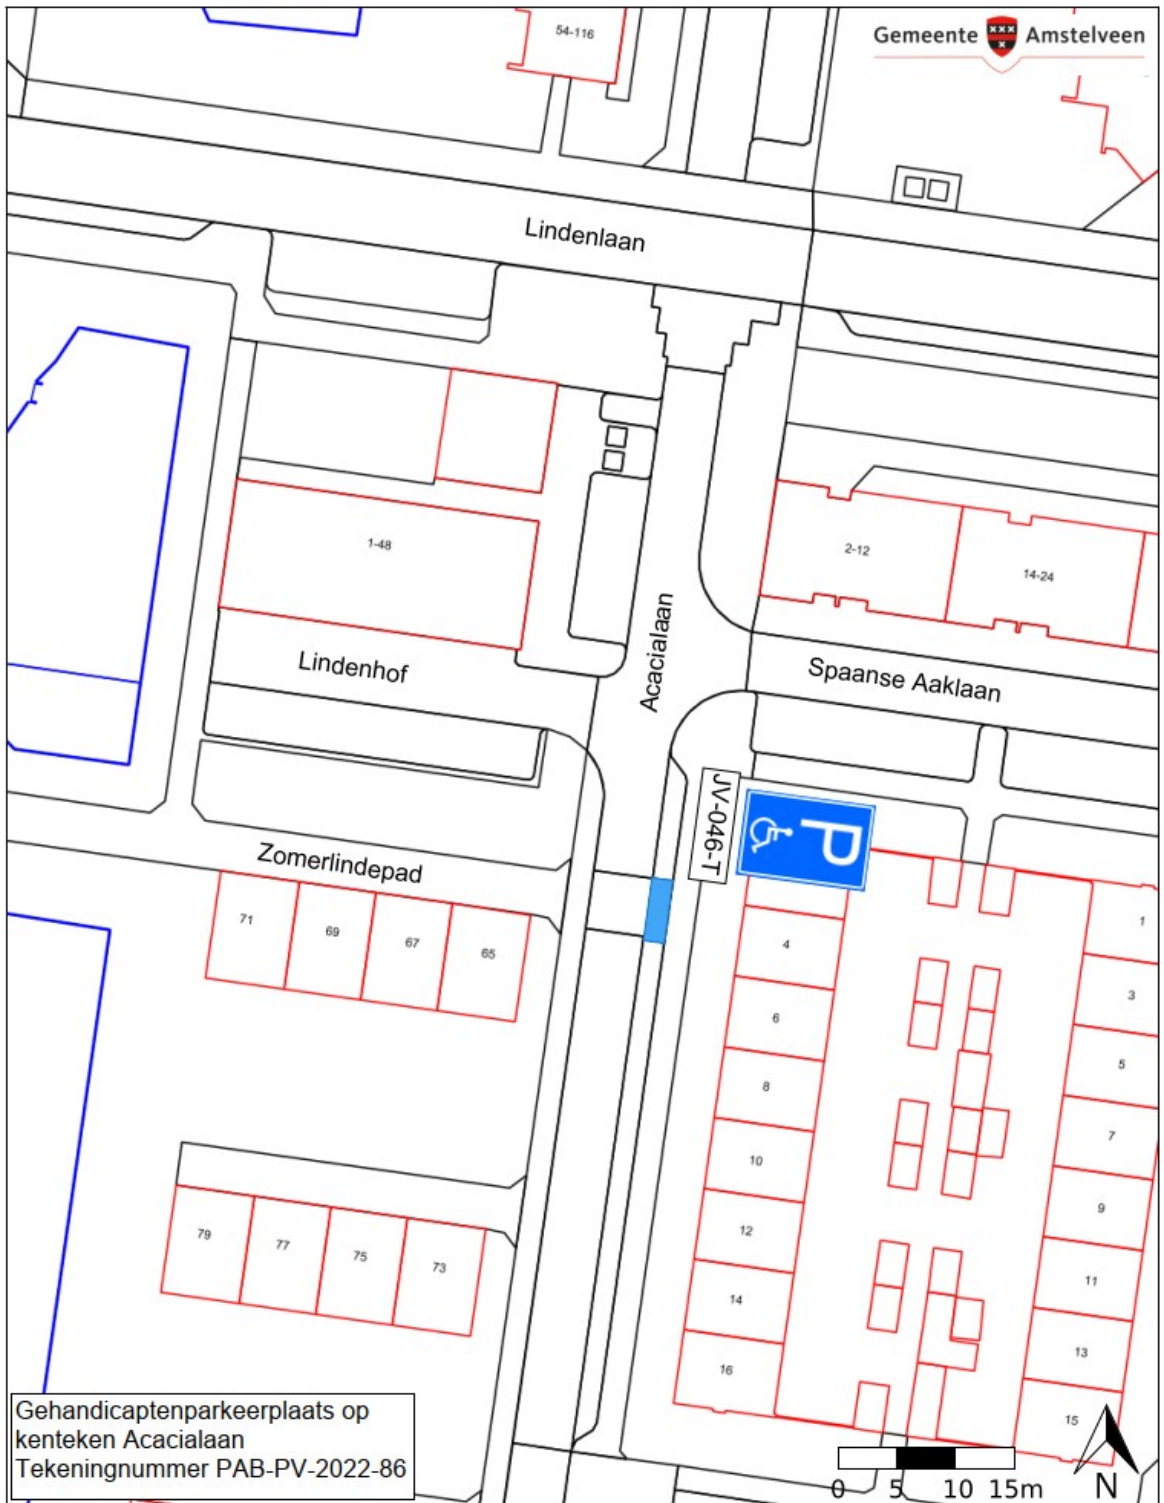 54-116
Gemeente Amstelveen
Lindenlaan
1-48
2-12
14-24
Acacialaan
Lindenhof
Spaanse Aaklaan
JV-046-T
P
Zomerlindepad
71
69
67
65
4
6
8
10
12
14
16
1
3
5
7
9
11
13
15
79
77
75
73
Gehandicaptenparkeerplaats op
kenteken Acacialaan
Tekeningnummer PAB-PV-2022-86
0 5 10 15m
N